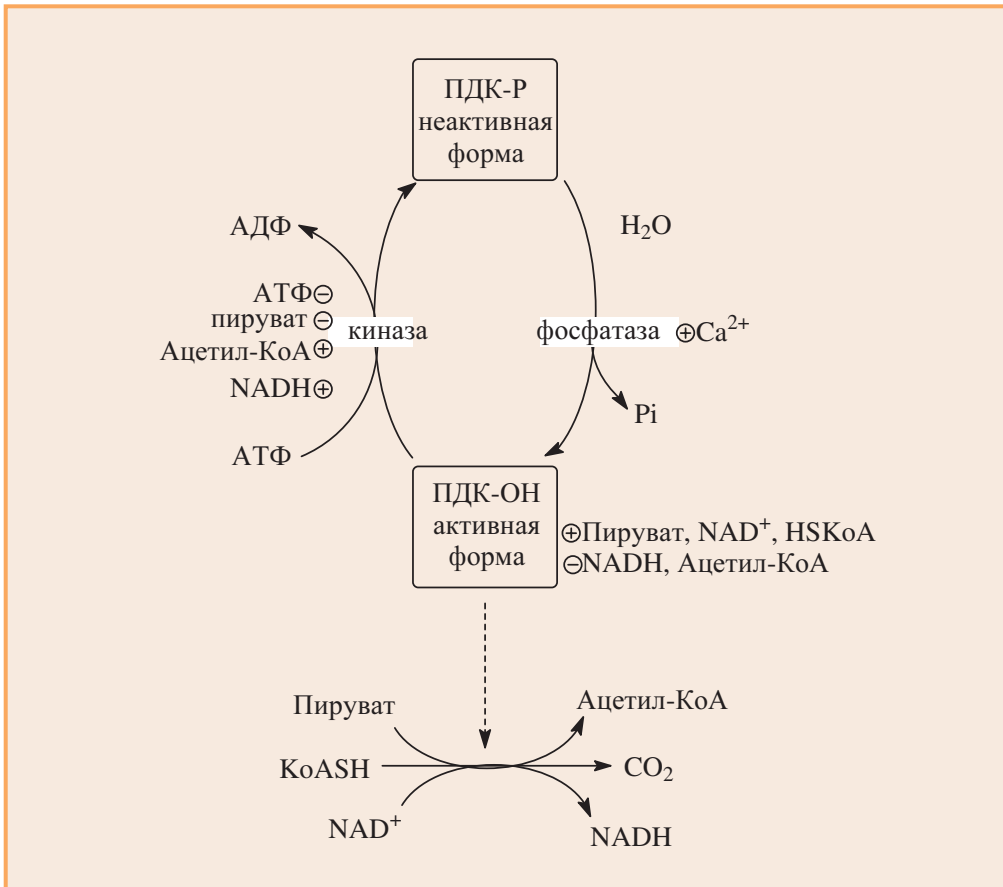 ПДК-Р
неактивная
форма
АДФ
H₂O
АТФ⊖
пируват ⊖
киназа
фосфатаза ⊕Ca²⁺
Ацетил-КоА⊕
NADH⊕
Pi
АТФ
ПДК-ОН
активная
форма
⊕Пируват, NAD⁺, HSKoA
⊖NADH, Ацетил-КоА
Пируват
Ацетил-КоА
KoASH
CO₂
NAD⁺
NADH